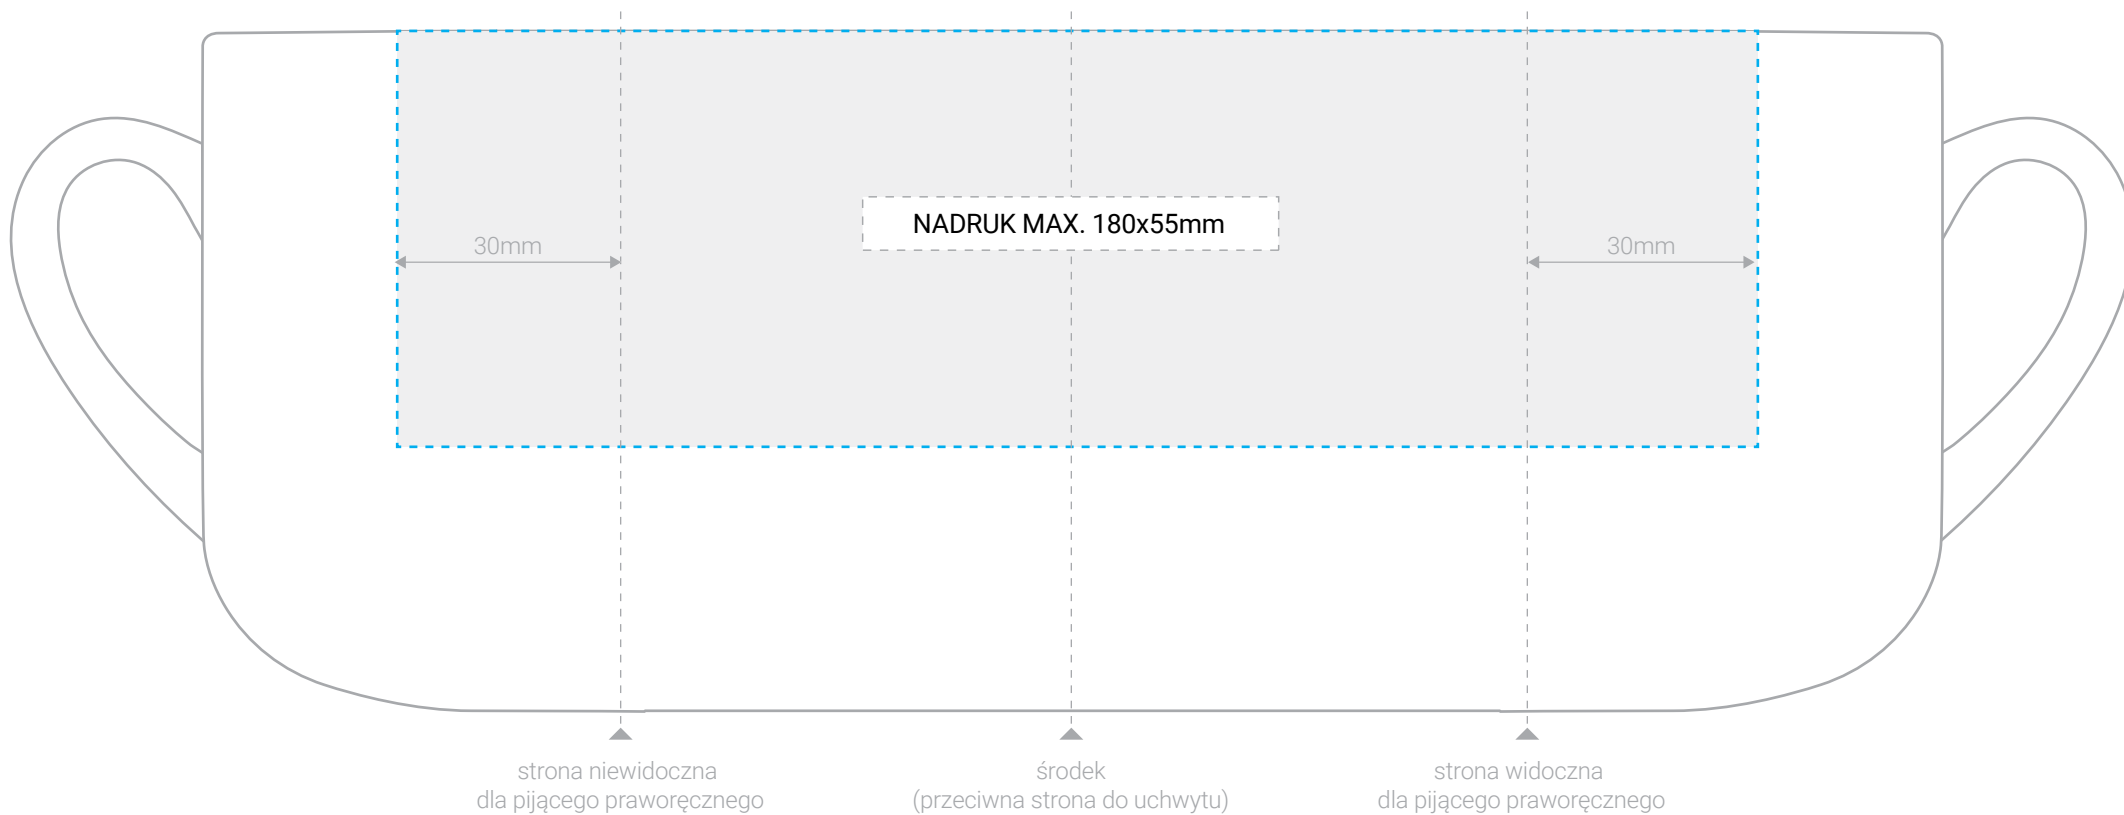 NADRUK MAX. 180x55mm
30mm
30mm
strona niewidoczna
dla pijącego praworęcznego
środek
(przeciwna strona do uchwytu)
strona widoczna
dla pijącego praworęcznego